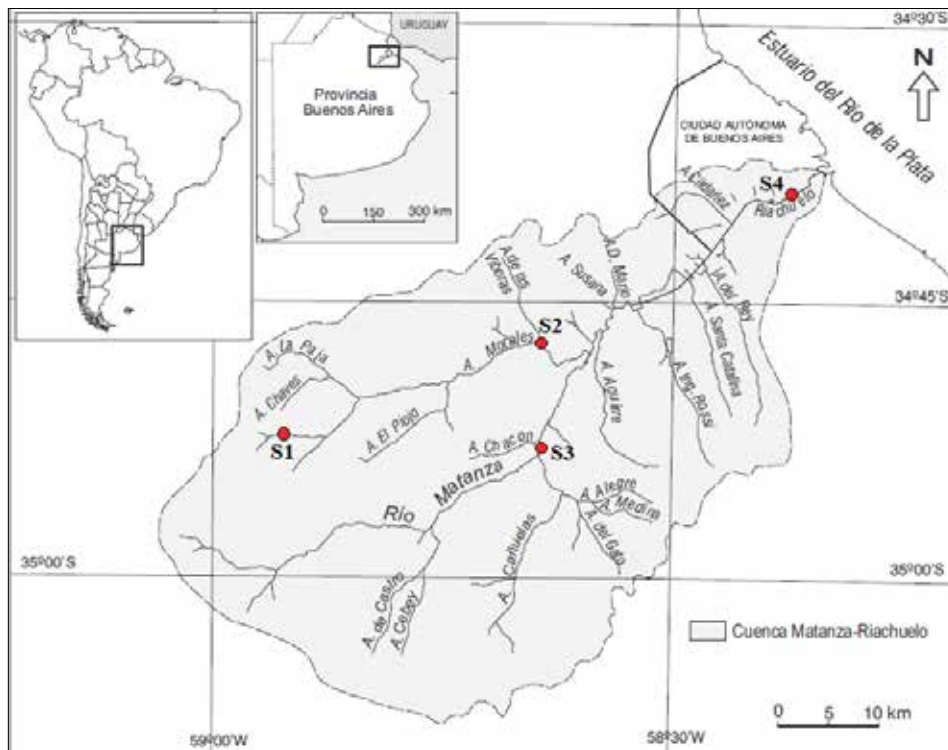 URUGUAY
Provincia
Buenos Aires
0 150 300 km
34º30'S
N
Estuario del Río de la Plata
CIUDAD AUTÓNOMA
DE BUENOS AIRES
S4
Riachuelo
A. Cildañez
A. de las
Víboras
A. Susana
A.D. Mario
34º45'S
A. del Rey
A. Santa Catalina
A. Ing. Rossi
A. Aguirre
S2
A. Morales
A. La Paja
A. Chaves
A. El Piojo
S1
A. Chacon
S3
Río Matanza
A. Alegre
A. Medina
A. del Gato
A. Cañuelas
A. de Castro
A. Cebey
35º00'S
35º00'S
Cuenca Matanza-Riachuelo
0 5 10 km
59º00'W
58º30'W